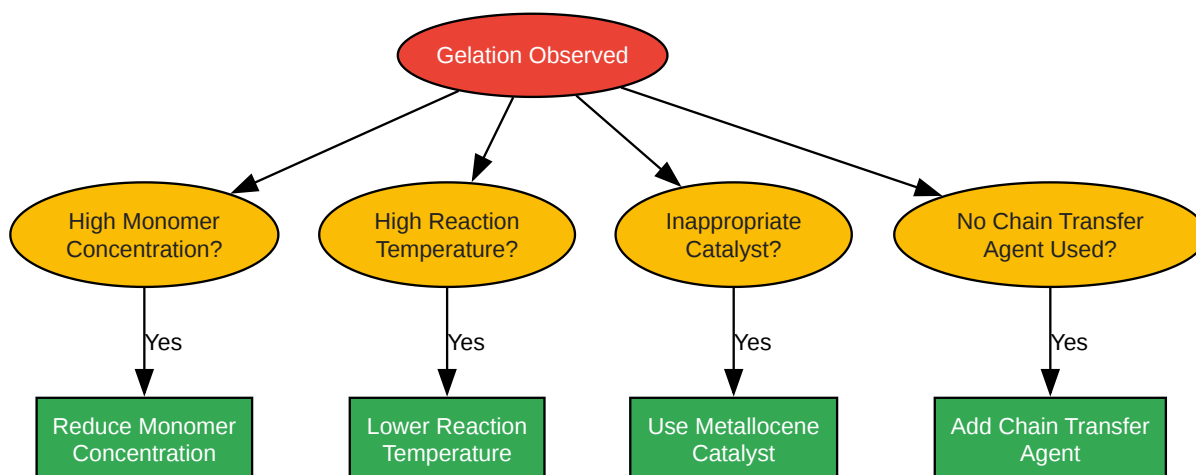 Gelation Observed
High Monomer
Concentration?
High Reaction
Temperature?
Inappropriate
Catalyst?
No Chain Transfer
Agent Used?
Yes
Yes
Yes
Yes
Reduce Monomer
Concentration
Lower Reaction
Temperature
Use Metallocene
Catalyst
Add Chain Transfer
Agent